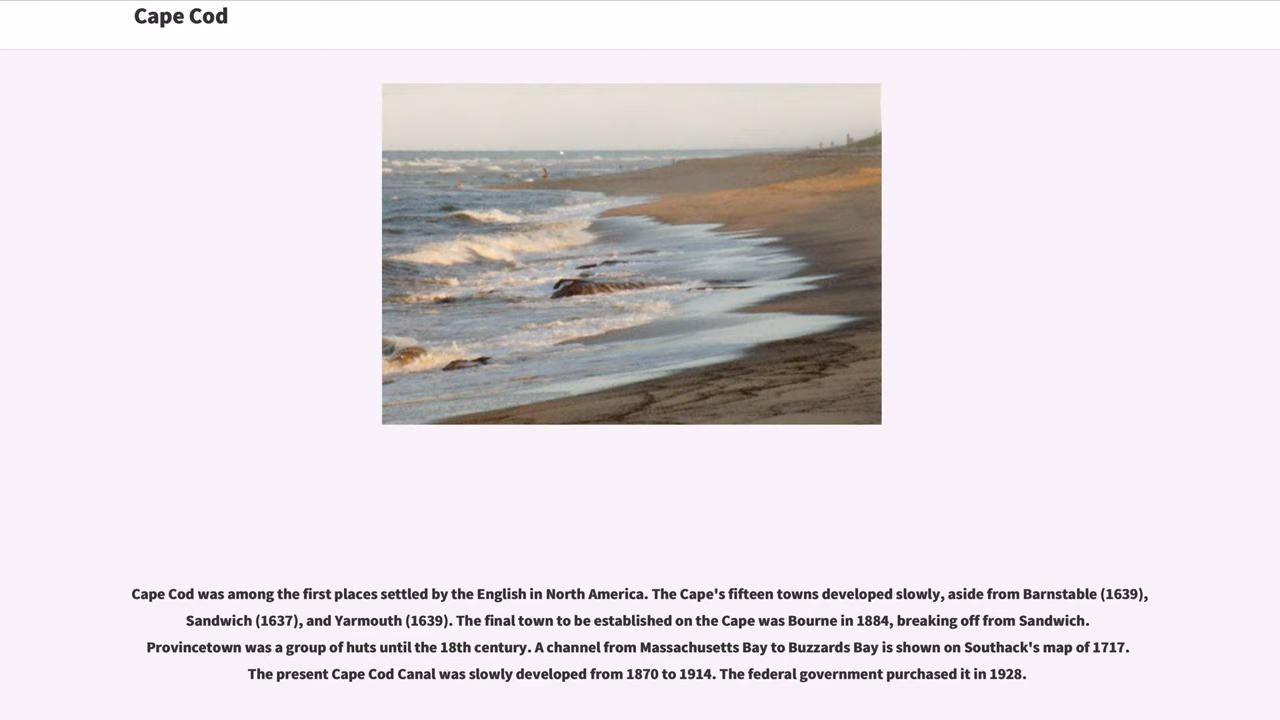 Cape Cod
Cape Cod was among the first places settled by the English in North America. The Cape's fifteen towns developed slowly, aside from Barnstable (1639),
Sandwich (1637), and Yarmouth (1639). The final town to be established on the Cape was Bourne in 1884, breaking off from Sandwich.
Provincetown was a group of huts until the 18th century. A channel from Massachusetts Bay to Buzzards Bay is shown on Southack's map of 1717.
The present Cape Cod Canal was slowly developed from 1870 to 1914. The federal government purchased it in 1928.